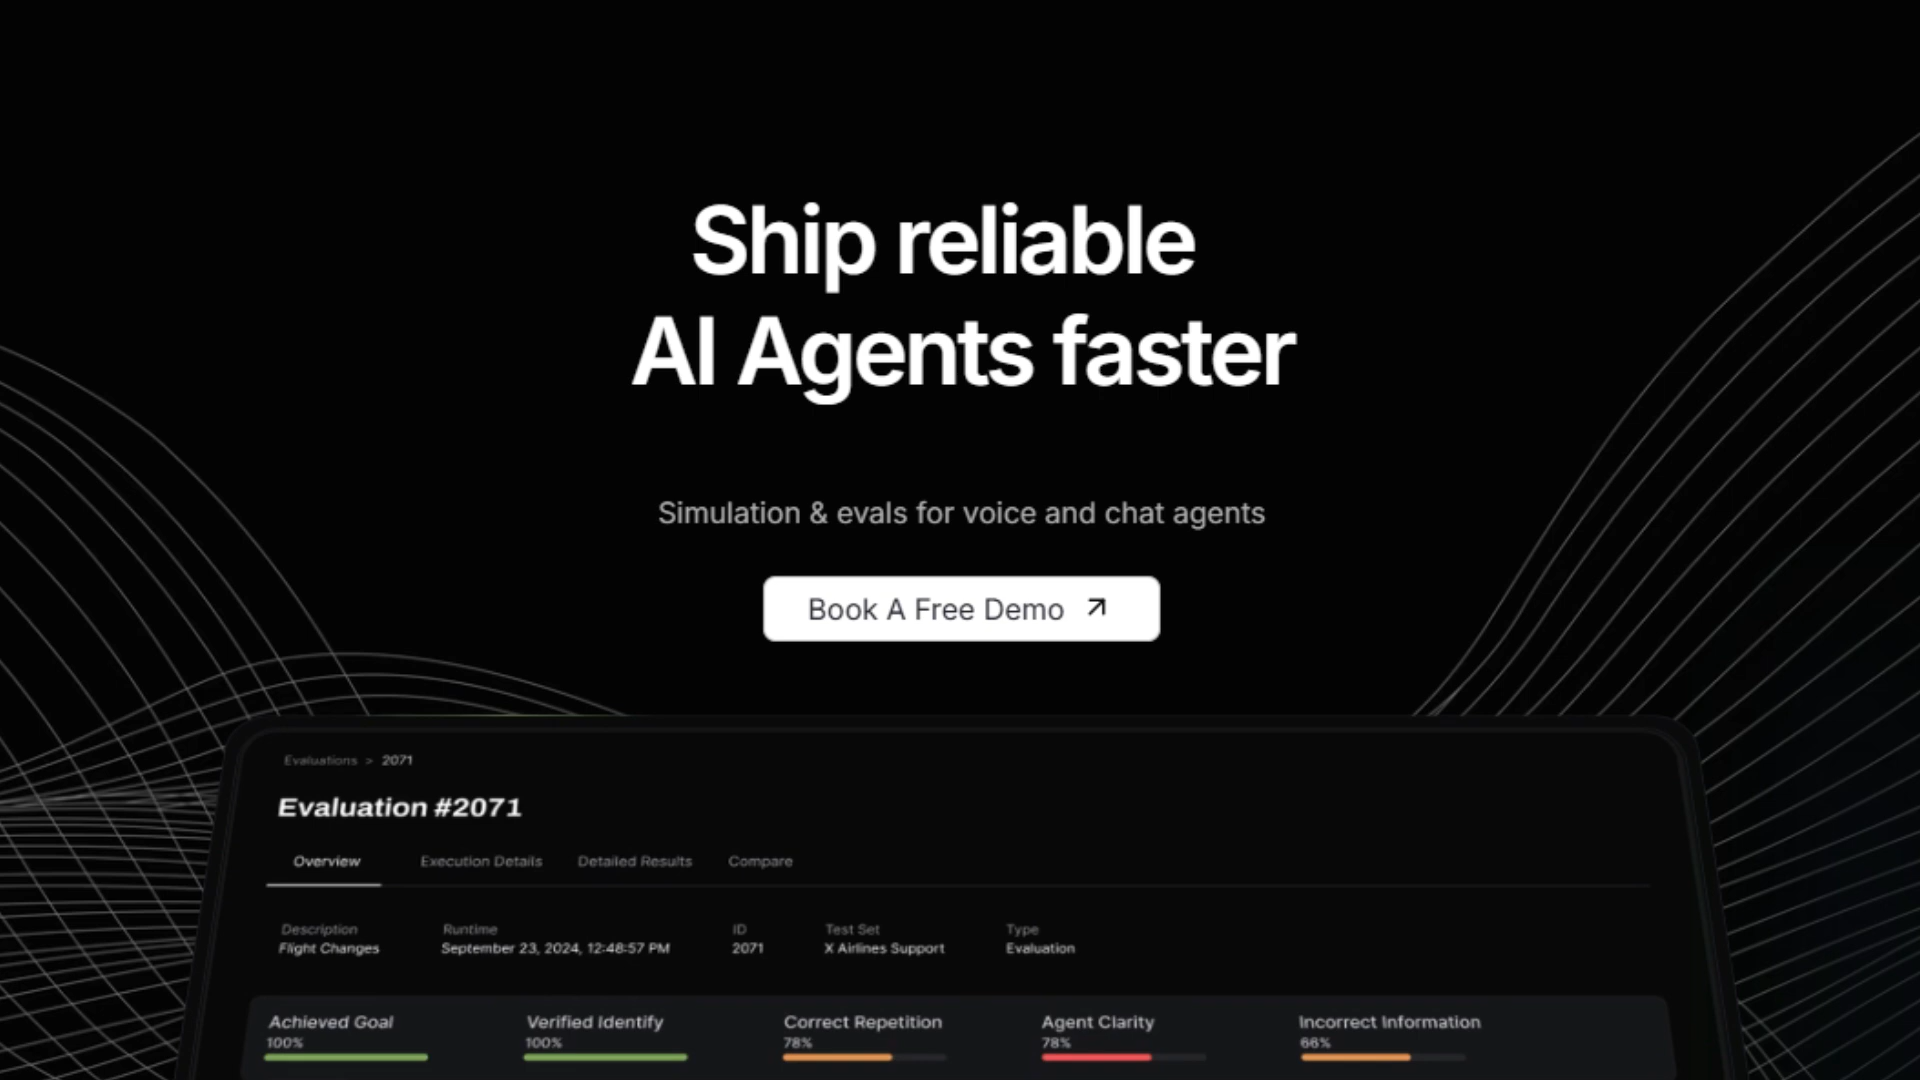 Ship reliable
AI Agents faster
Simulation & evals for voice and chat agents
Book A Free Demo
Evaluations > 2071
Evaluation #2071
Overview Execution Details Detailed Results Compare
Description Runtime ID Test Set Type
Flight Changes September 23, 2024, 12:48:57 PM 2071 X Airlines Support Evaluation
Achieved Goal Verified Identify Correct Repetition Agent Clarity Incorrect Information
100% 100% 78% 78% 66%